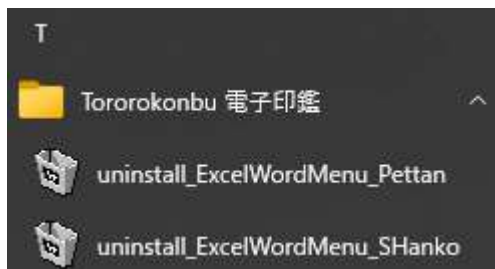 T
Tororokonbu 電子印鑑
uninstall_ExcelWordMenu_Pettan
uninstall_ExcelWordMenu_SHanko